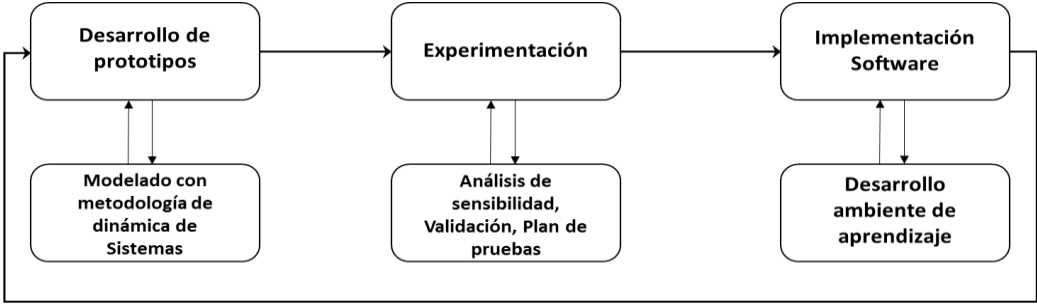 Desarrollo de
prototipos
Experimentación
Implementación
Software
Modelado con
metodología de
dinámica de
Sistemas
Análisis de
sensibilidad,
Validación, Plan de
pruebas
Desarrollo
ambiente de
aprendizaje